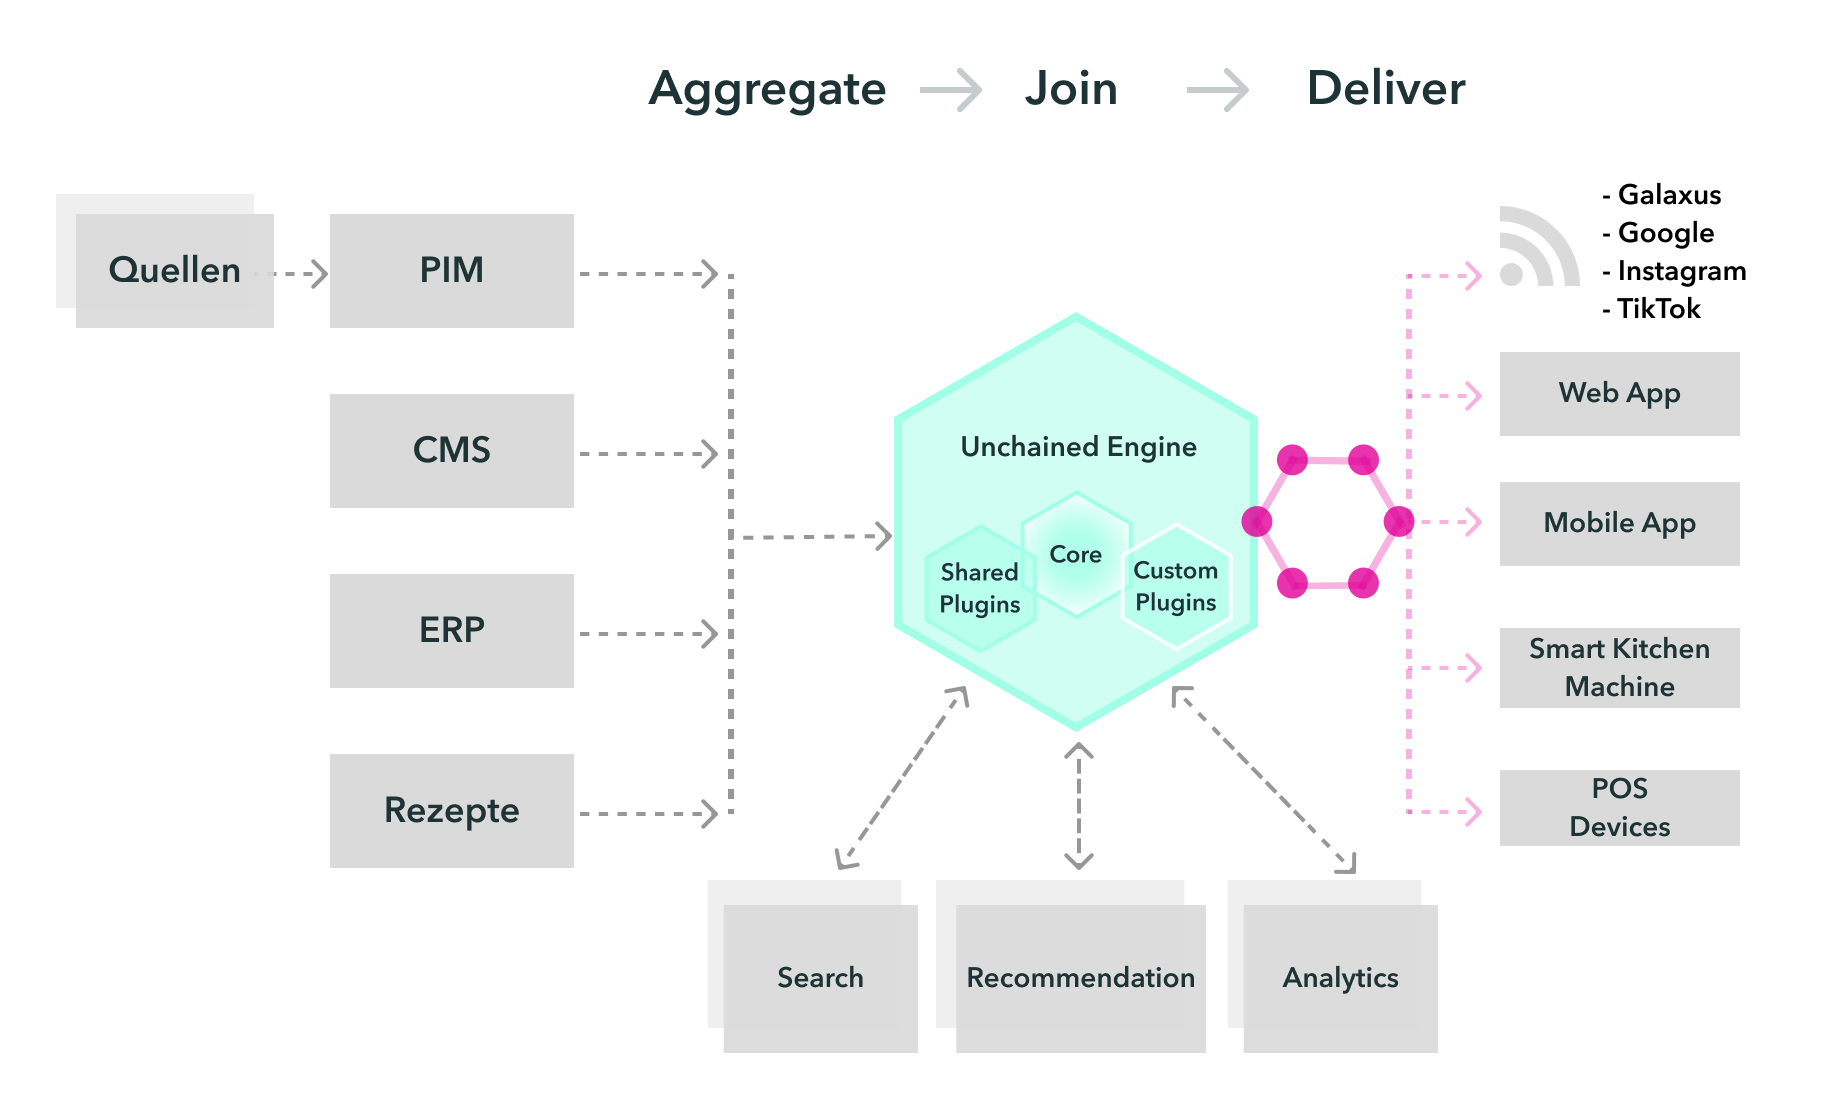 Aggregate
Join
Deliver
Quellen
PIM
CMS
ERP
Rezepte
Unchained Engine
Shared
Plugins
Core
Custom
Plugins
Search
Recommendation
Analytics
- Galaxus
- Google
- Instagram
- TikTok
Web App
Mobile App
Smart Kitchen
Machine
POS
Devices